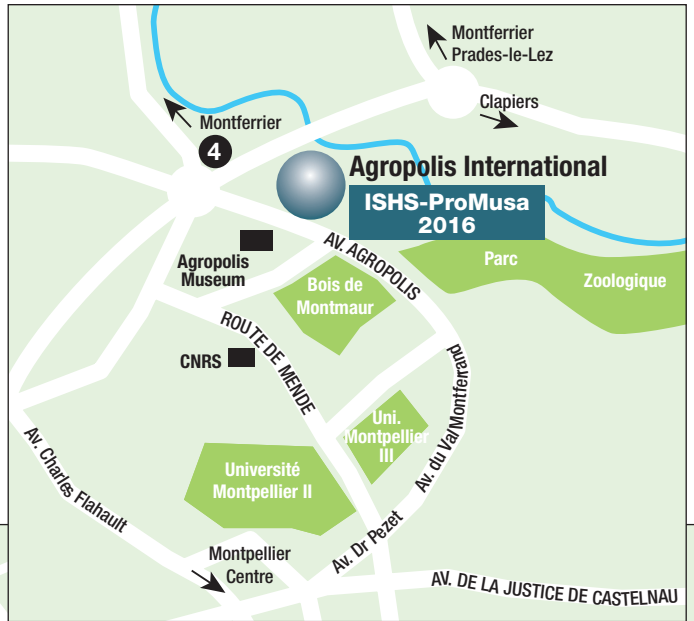 Montferrier
Prades-le-Lez
Clapiers
Montferrier
4
Agropolis International
ISHS-ProMusa
2016
AV. AGROPOLIS
Agropolis
Museum
Parc
Zoologique
Bois de
Montmaur
ROUTE DE MENDE
CNRS
Av. du Val Montferrand
Uni.
Montpellier
III
Av. Charles Flahault
Université
Montpellier II
Av. Dr Pezet
Montpellier
Centre
AV. DE LA JUSTICE DE CASTELNAU